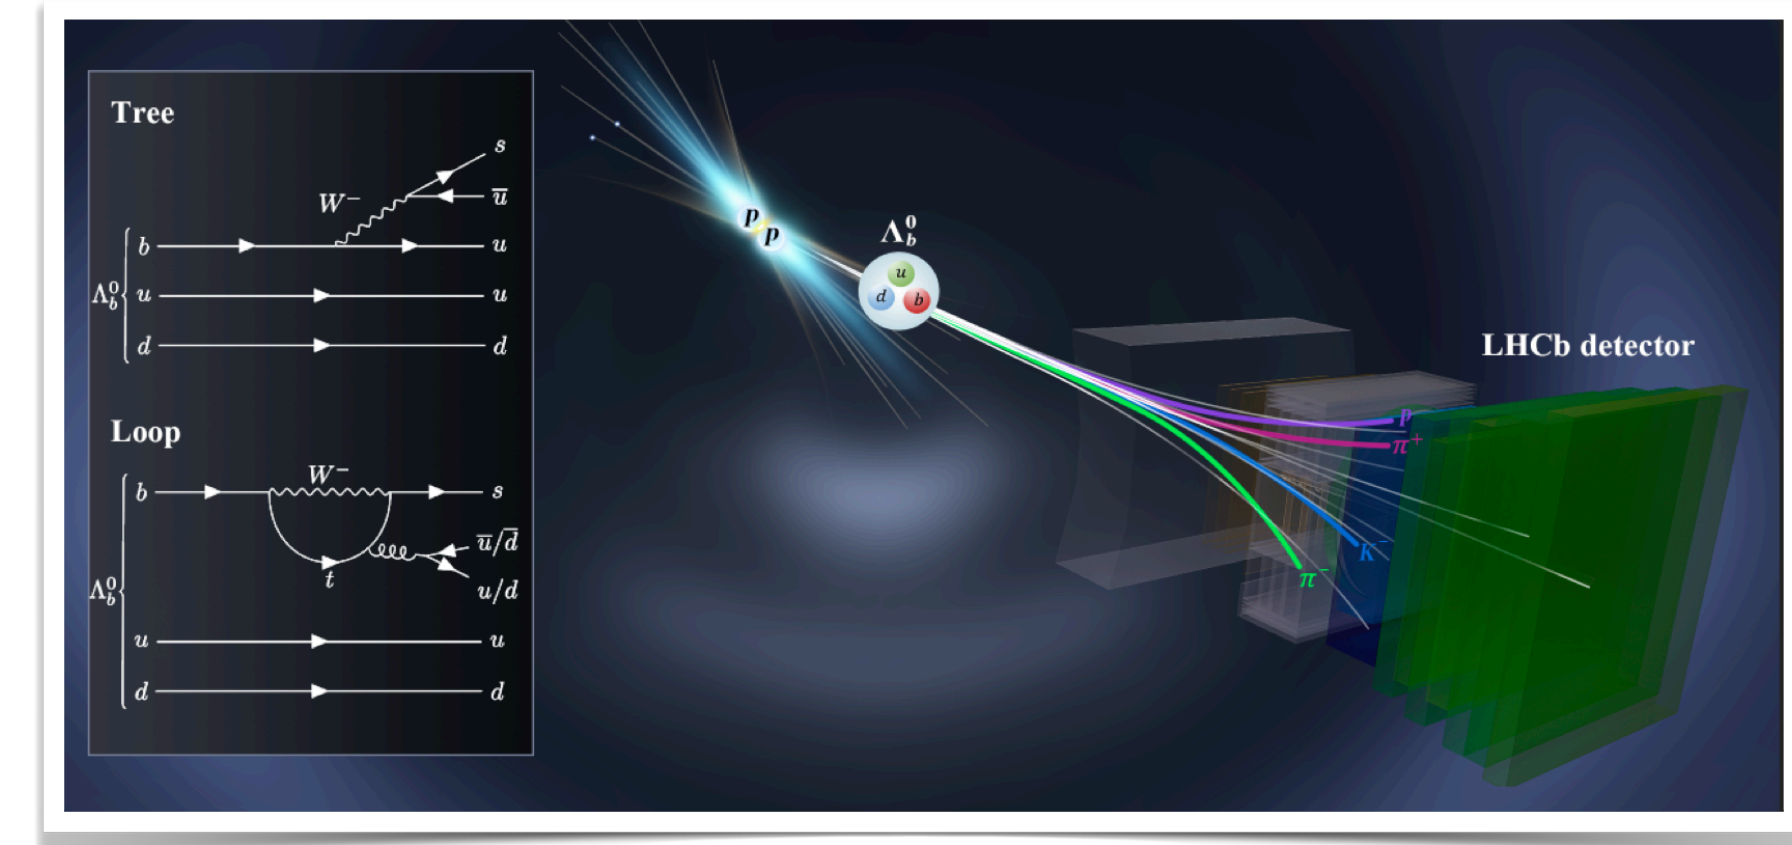 Tree
s
W⁻
u̅
b u
Λ⁰_b u u
d d
Loop
W⁻
b s
u̅/d̅
t
Λ⁰_b u/d
u u
d d
p
p
Λ⁰_b
u
d b
LHCb detector
p
π⁺
K⁻
π⁻